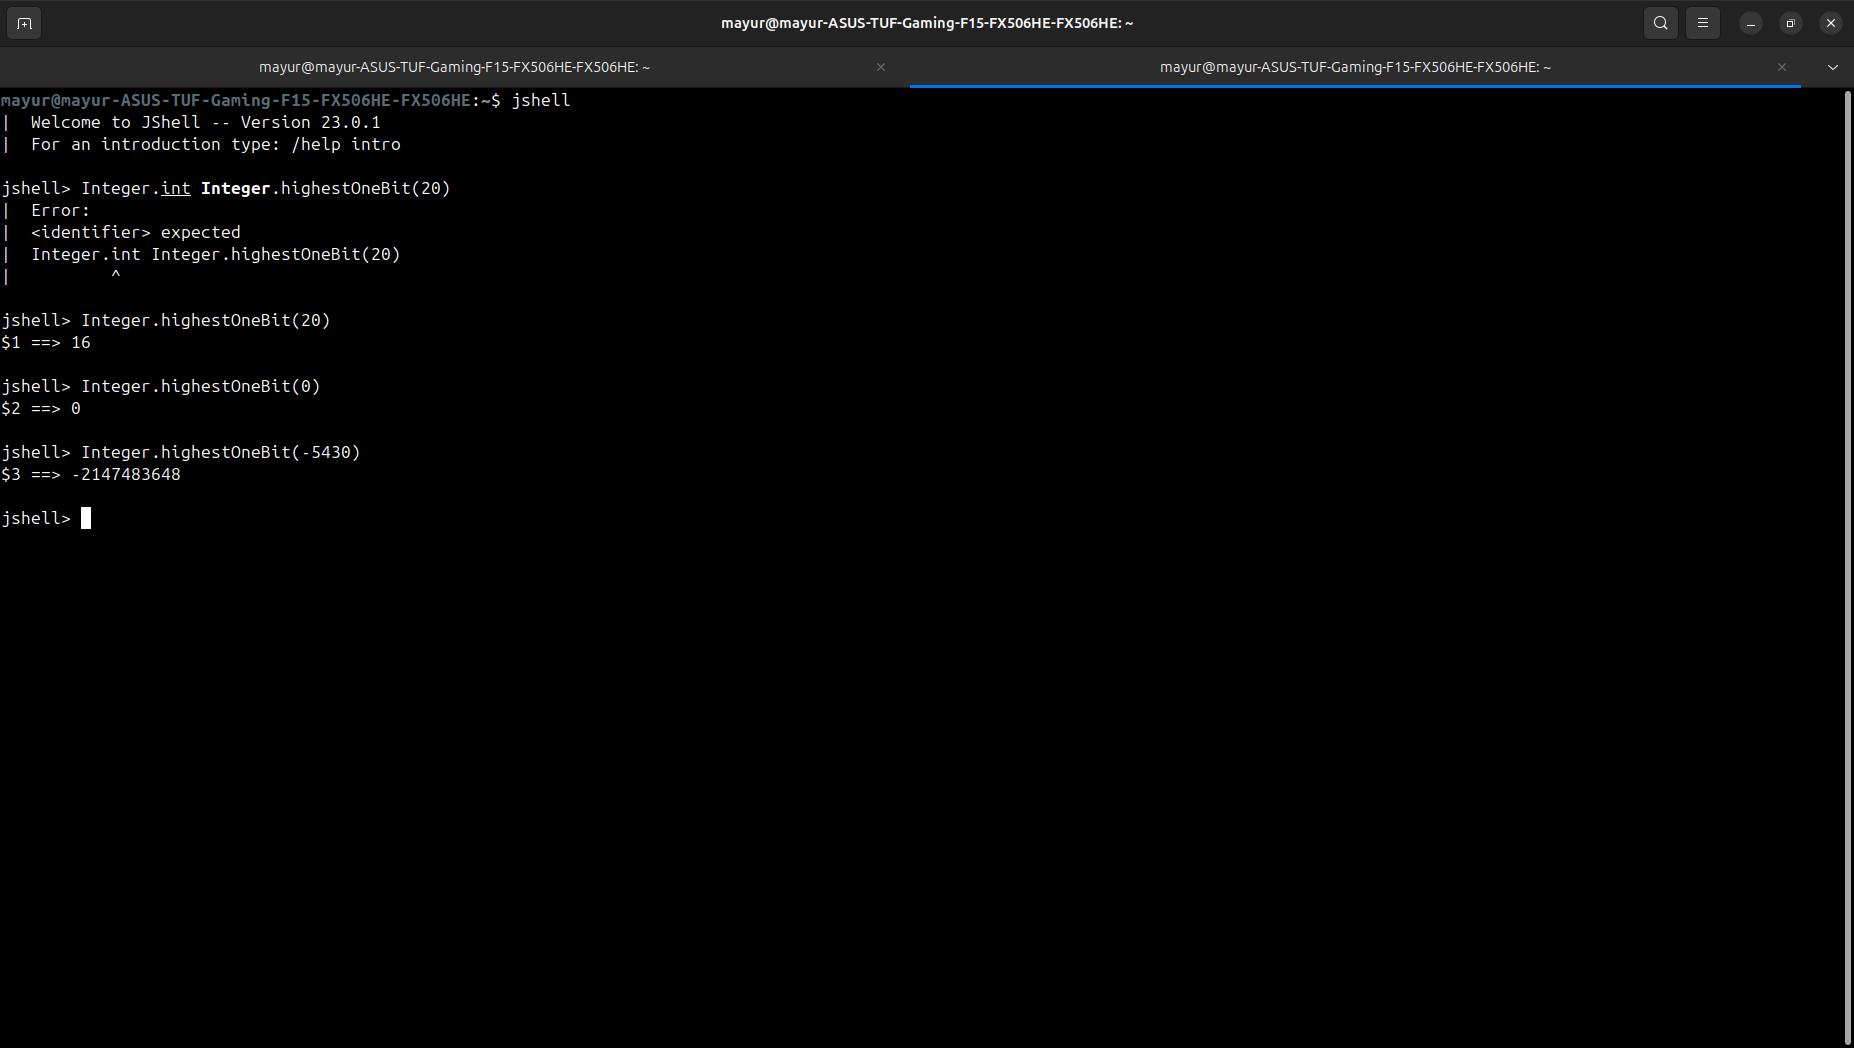 mayur@mayur-ASUS-TUF-Gaming-F15-FX506HE-FX506HE: ~
mayur@mayur-ASUS-TUF-Gaming-F15-FX506HE-FX506HE: ~
mayur@mayur-ASUS-TUF-Gaming-F15-FX506HE-FX506HE: ~
mayur@mayur-ASUS-TUF-Gaming-F15-FX506HE-FX506HE:~$ jshell
|  Welcome to JShell -- Version 23.0.1
|  For an introduction type: /help intro
jshell> Integer.int Integer.highestOneBit(20)
|  Error:
|  <identifier> expected
|  Integer.int Integer.highestOneBit(20)
|          ^
jshell> Integer.highestOneBit(20)
$1 ==> 16
jshell> Integer.highestOneBit(0)
$2 ==> 0
jshell> Integer.highestOneBit(-5430)
$3 ==> -2147483648
jshell>